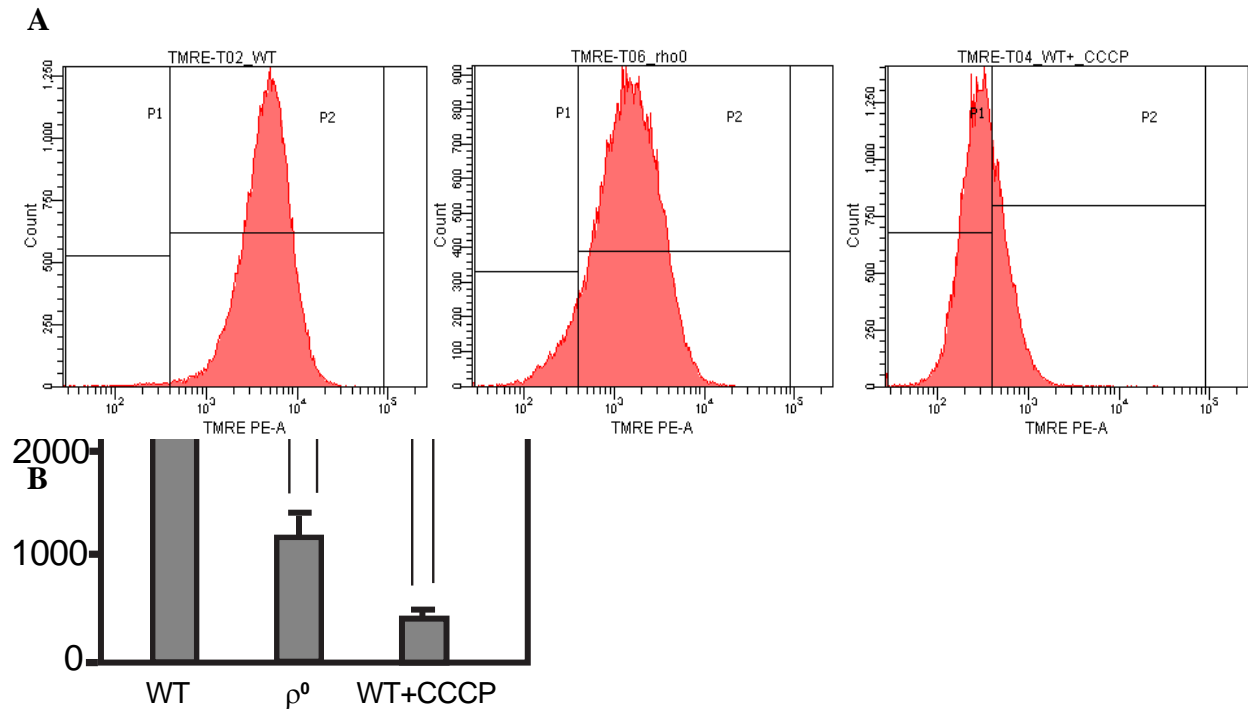 A
TMRE-T02_WT
1,250
1,000
750
500
250
0
Count
P1
P2
10² 10³ 10⁴ 10⁵
TMRE PE-A
TMRE-T06_rho0
900
800
700
600
500
400
300
200
100
0
Count
P1
P2
10² 10³ 10⁴ 10⁵
TMRE PE-A
TMRE-T04_WT+_CCCP
1,250
1,000
750
500
250
0
Count
P1
P2
10² 10³ 10⁴ 10⁵
TMRE PE-A
B
2000
1000
0
WT ρ⁰ WT+CCCP